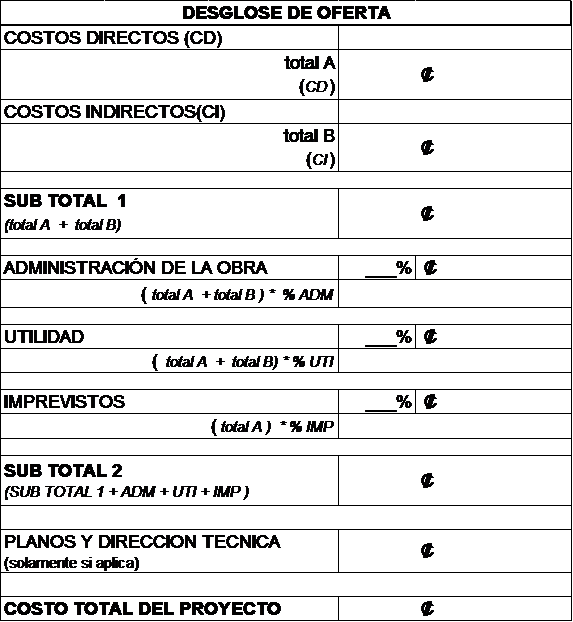 DESGLOSE DE OFERTA
COSTOS DIRECTOS (CD)
total A
(CD) ₡
COSTOS INDIRECTOS(CI)
total B
(CI) ₡
SUB TOTAL 1
(total A + total B) ₡
ADMINISTRACIÓN DE LA OBRA ___% ₡
( total A + total B ) * % ADM
UTILIDAD ___% ₡
( total A + total B) * % UTI
IMPREVISTOS ___% ₡
( total A ) * % IMP
SUB TOTAL 2
(SUB TOTAL 1 + ADM + UTI + IMP ) ₡
PLANOS Y DIRECCION TECNICA
(solamente si aplica) ₡
COSTO TOTAL DEL PROYECTO ₡